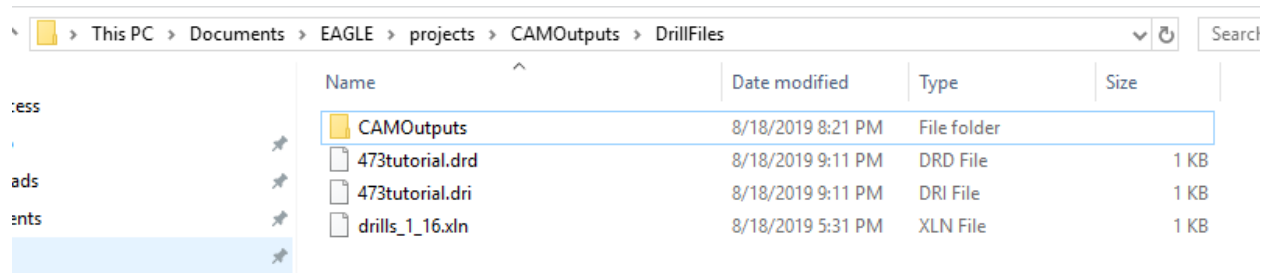 This PC > Documents > EAGLE > projects > CAMOutputs > DrillFiles Search
Name Date modified Type Size
cess
CAMOutputs 8/18/2019 8:21 PM File folder
473tutorial.drd 8/18/2019 9:11 PM DRD File 1 KB
ads 473tutorial.dri 8/18/2019 9:11 PM DRI File 1 KB
ents drills_1_16.xln 8/18/2019 5:31 PM XLN File 1 KB